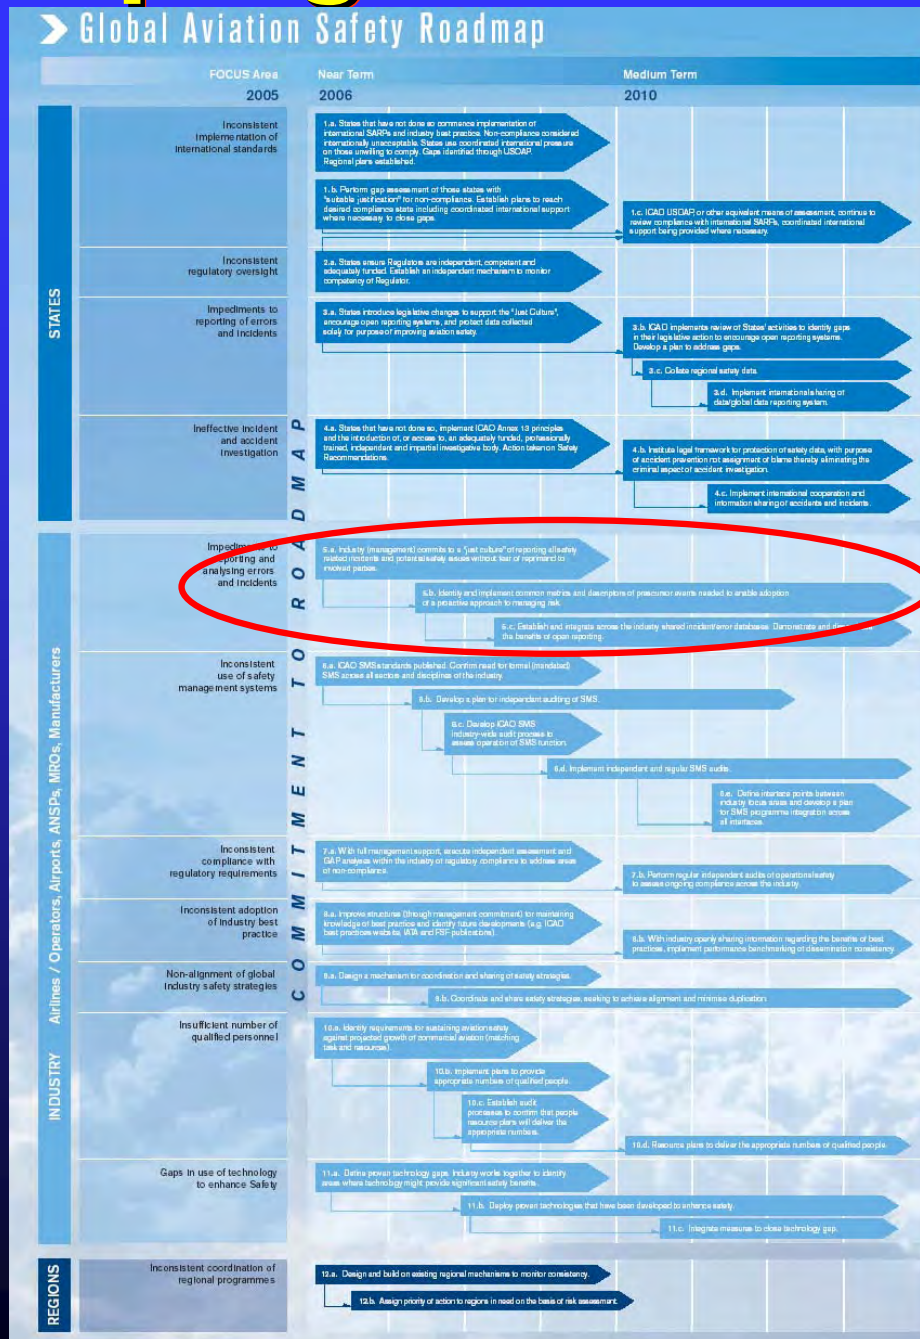 Global Aviation Safety Roadmap
FOCUS Area
Near Term
Medium Term
2005
2006
2010
STATES
Inconsistent
implementation of
international standards
1.a. States that have not done so commence implementation of
international SARPs and industry best practice. Non-compliance considered
internationally unacceptable. States use coordinated international pressure
on those unwilling to comply. Gaps identified through USOAP.
Regional plans established.
1.b. Perform gap assessment of those states with
"suitable justification" for non-compliance. Establish plans to reach
desired compliance state including coordinated international support
where necessary to close gaps.
1.c. ICAO USOAP, or other equivalent means of assessment, continue to
review compliance with international SARPs, coordinated international
support being provided where necessary.
Inconsistent
regulatory oversight
2.a. States ensure Regulators are independent, competent and
adequately funded. Establish an independent mechanism to monitor
competency of Regulator.
Impediments to
reporting of errors
and incidents
3.a. States introduce legislative changes to support the "Just Culture",
encourage open reporting systems, and protect data collected
solely for purpose of improving aviation safety.
3.b. ICAO implements review of States' activities to identify gaps
in their legislative action to encourage open reporting systems.
Develop a plan to address gaps.
3.c. Collate regional safety data.
3.d. Implement international sharing of
data/global data reporting system.
Ineffective incident
and accident
investigation
4.a. States that have not done so, implement ICAO Annex 13 principles
and the introduction of, or access to, an adequately funded, professionally
trained, independent and impartial investigative body. Action taken on Safety
Recommendations.
4.b. Institute legal framework for protection of safety data, with purpose
of accident prevention not assignment of blame thereby eliminating the
criminal aspect of accident investigation.
4.c. Implement international cooperation and
information sharing of accidents and incidents.
COMMITMENT TO ROADMAP
INDUSTRY Airlines / Operators, Airports, ANSPs, MROs, Manufacturers
Impediments to
reporting and
analysing errors
and incidents
5.a. Industry (management) commits to a "just culture" of reporting all safety
related incidents and potential safety issues without fear of reprimand to
involved parties.
5.b. Identify and implement common metrics and descriptors of precursor events needed to enable adoption
of a proactive approach to managing risk.
5.c. Establish and integrate across the industry shared incident/error databases. Demonstrate and
the benefits of open reporting.
Inconsistent
use of safety
management systems
6.a. ICAO SMS standards published. Confirm need for formal (mandated)
SMS across all sectors and disciplines of the industry.
6.b. Develop a plan for independent auditing of SMS.
6.c. Develop ICAO SMS
industry-wide audit process to
assess operation of SMS function.
6.d. Implement independent and regular SMS audits.
6.e. Define interface points between
industry focus areas and develop a plan
for SMS programme integration across
all interfaces.
Inconsistent
compliance with
regulatory requirements
7.a. With full management support, execute independent assessment and
GAP analyses within the industry of regulatory compliance to address areas
of non-compliance.
7.b. Perform regular independent audits of operational safety
to assess ongoing compliance across the industry.
Inconsistent adoption
of industry best
practice
8.a. Improve structures (through management commitment) for maintaining
knowledge of best practice and identify future developments (e.g. ICAO
best practices website, IATA and FSF publications).
8.b. With industry openly sharing information regarding the benefits of best
practices, implement performance benchmarking of dissemination consistency.
Non-alignment of global
industry safety strategies
9.a. Design a mechanism for coordination and sharing of safety strategies.
9.b. Coordinate and share safety strategies, seeking to achieve alignment and minimise duplication.
Insufficient number of
qualified personnel
10.a. Identify requirements for sustaining aviation safety
against projected growth of commercial aviation (matching
task and resources).
10.b. Implement plans to provide
appropriate numbers of qualified people.
10.c. Establish audit
processes to confirm that people
resource plans will deliver the
appropriate numbers.
10.d. Resource plans to deliver the appropriate numbers of qualified people.
Gaps in use of technology
to enhance Safety
11.a. Define proven technology gaps. Industry works together to identify
areas where technology might provide significant safety benefits.
11.b. Deploy proven technologies that have been developed to enhance safety.
11.c. Integrate measures to close technology gap.
REGIONS
Inconsistent coordination of
regional programmes
12.a. Design and build on existing regional mechanisms to monitor consistency.
12.b. Assign priority of action to regions in need on the basis of risk assessment.